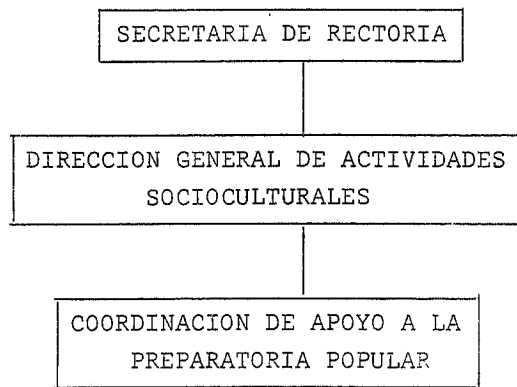 SECRETARIA DE RECTORIA
DIRECCION GENERAL DE ACTIVIDADES
SOCIOCULTURALES
COORDINACION DE APOYO A LA
PREPARATORIA POPULAR